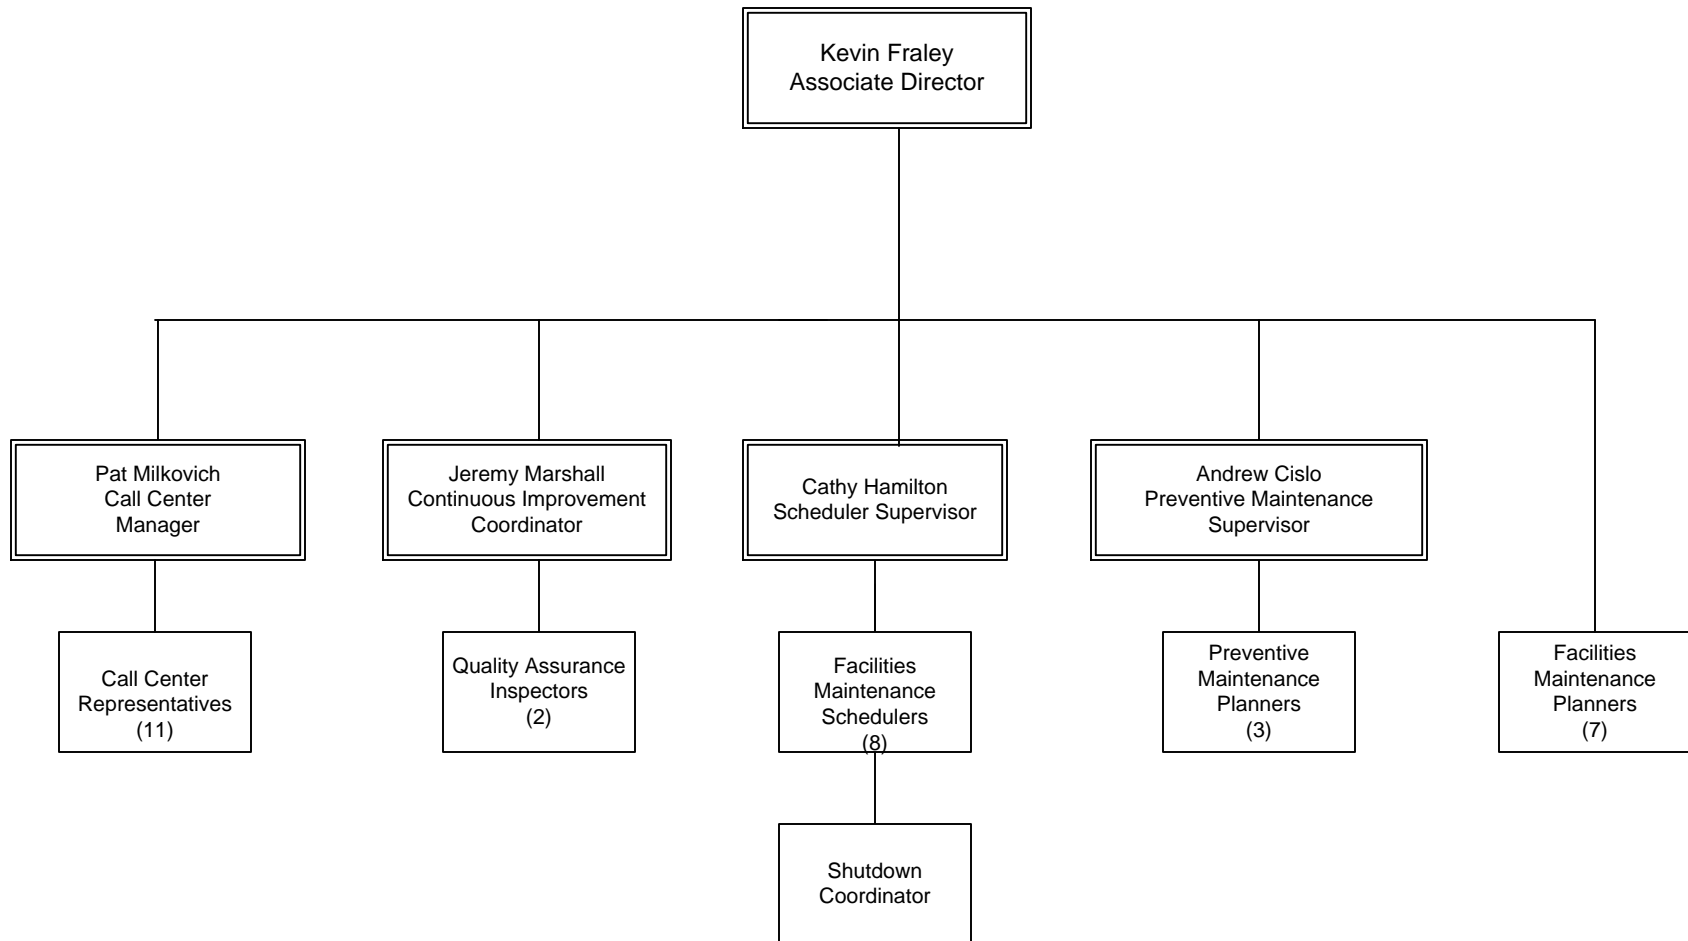 Kevin Fraley
Associate Director
Pat Milkovich
Call Center
Manager
Jeremy Marshall
Continuous Improvement
Coordinator
Cathy Hamilton
Scheduler Supervisor
Andrew Cislo
Preventive Maintenance
Supervisor
Call Center
Representatives
(11)
Quality Assurance
Inspectors
(2)
Facilities
Maintenance
Schedulers
(8)
Preventive
Maintenance
Planners
(3)
Facilities
Maintenance
Planners
(7)
Shutdown
Coordinator